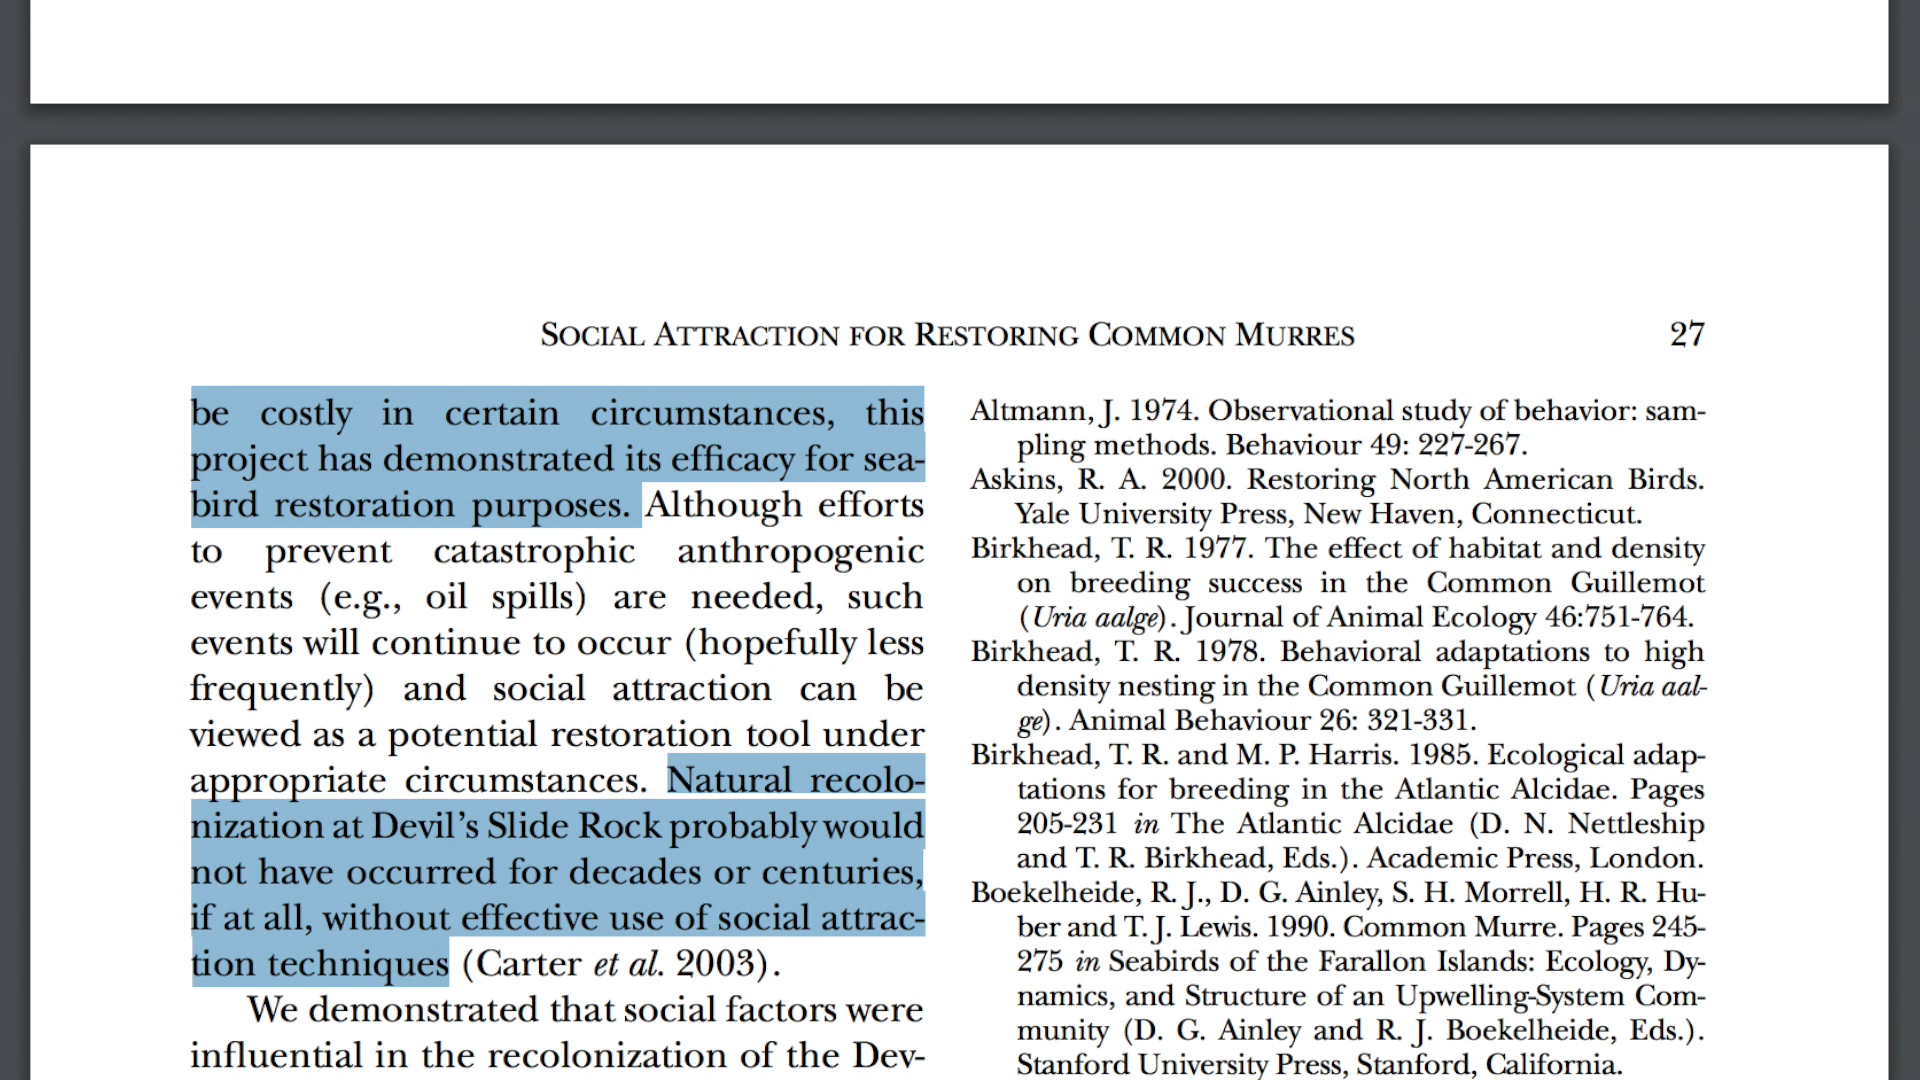 SOCIAL ATTRACTION FOR RESTORING COMMON MURRES 27
be costly in certain circumstances, this
project has demonstrated its efficacy for sea-
bird restoration purposes. Although efforts
to prevent catastrophic anthropogenic
events (e.g., oil spills) are needed, such
events will continue to occur (hopefully less
frequently) and social attraction can be
viewed as a potential restoration tool under
appropriate circumstances. Natural recolo-
nization at Devil’s Slide Rock probably would
not have occurred for decades or centuries,
if at all, without effective use of social attrac-
tion techniques (Carter et al. 2003).
We demonstrated that social factors were
influential in the recolonization of the Dev-
Altmann, J. 1974. Observational study of behavior: sam-
pling methods. Behaviour 49: 227-267.
Askins, R. A. 2000. Restoring North American Birds.
Yale University Press, New Haven, Connecticut.
Birkhead, T. R. 1977. The effect of habitat and density
on breeding success in the Common Guillemot
(Uria aalge). Journal of Animal Ecology 46:751-764.
Birkhead, T. R. 1978. Behavioral adaptations to high
density nesting in the Common Guillemot (Uria aal-
ge). Animal Behaviour 26: 321-331.
Birkhead, T. R. and M. P. Harris. 1985. Ecological adap-
tations for breeding in the Atlantic Alcidae. Pages
205-231 in The Atlantic Alcidae (D. N. Nettleship
and T. R. Birkhead, Eds.). Academic Press, London.
Boekelheide, R. J., D. G. Ainley, S. H. Morrell, H. R. Hu-
ber and T. J. Lewis. 1990. Common Murre. Pages 245-
275 in Seabirds of the Farallon Islands: Ecology, Dy-
namics, and Structure of an Upwelling-System Com-
munity (D. G. Ainley and R. J. Boekelheide, Eds.).
Stanford University Press, Stanford, California.